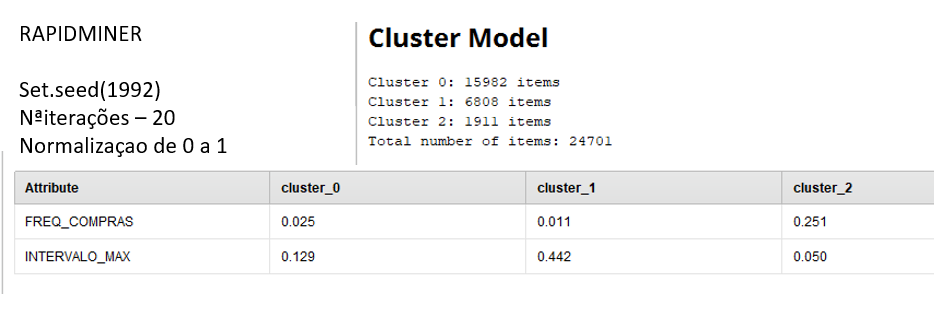 RAPIDMINER
Set.seed(1992)
Nªiterações – 20
Normalizaçao de 0 a 1
Cluster Model
Cluster 0: 15982 items
Cluster 1: 6808 items
Cluster 2: 1911 items
Total number of items: 24701
Attribute cluster_0 cluster_1 cluster_2
FREQ_COMPRAS 0.025 0.011 0.251
INTERVALO_MAX 0.129 0.442 0.050